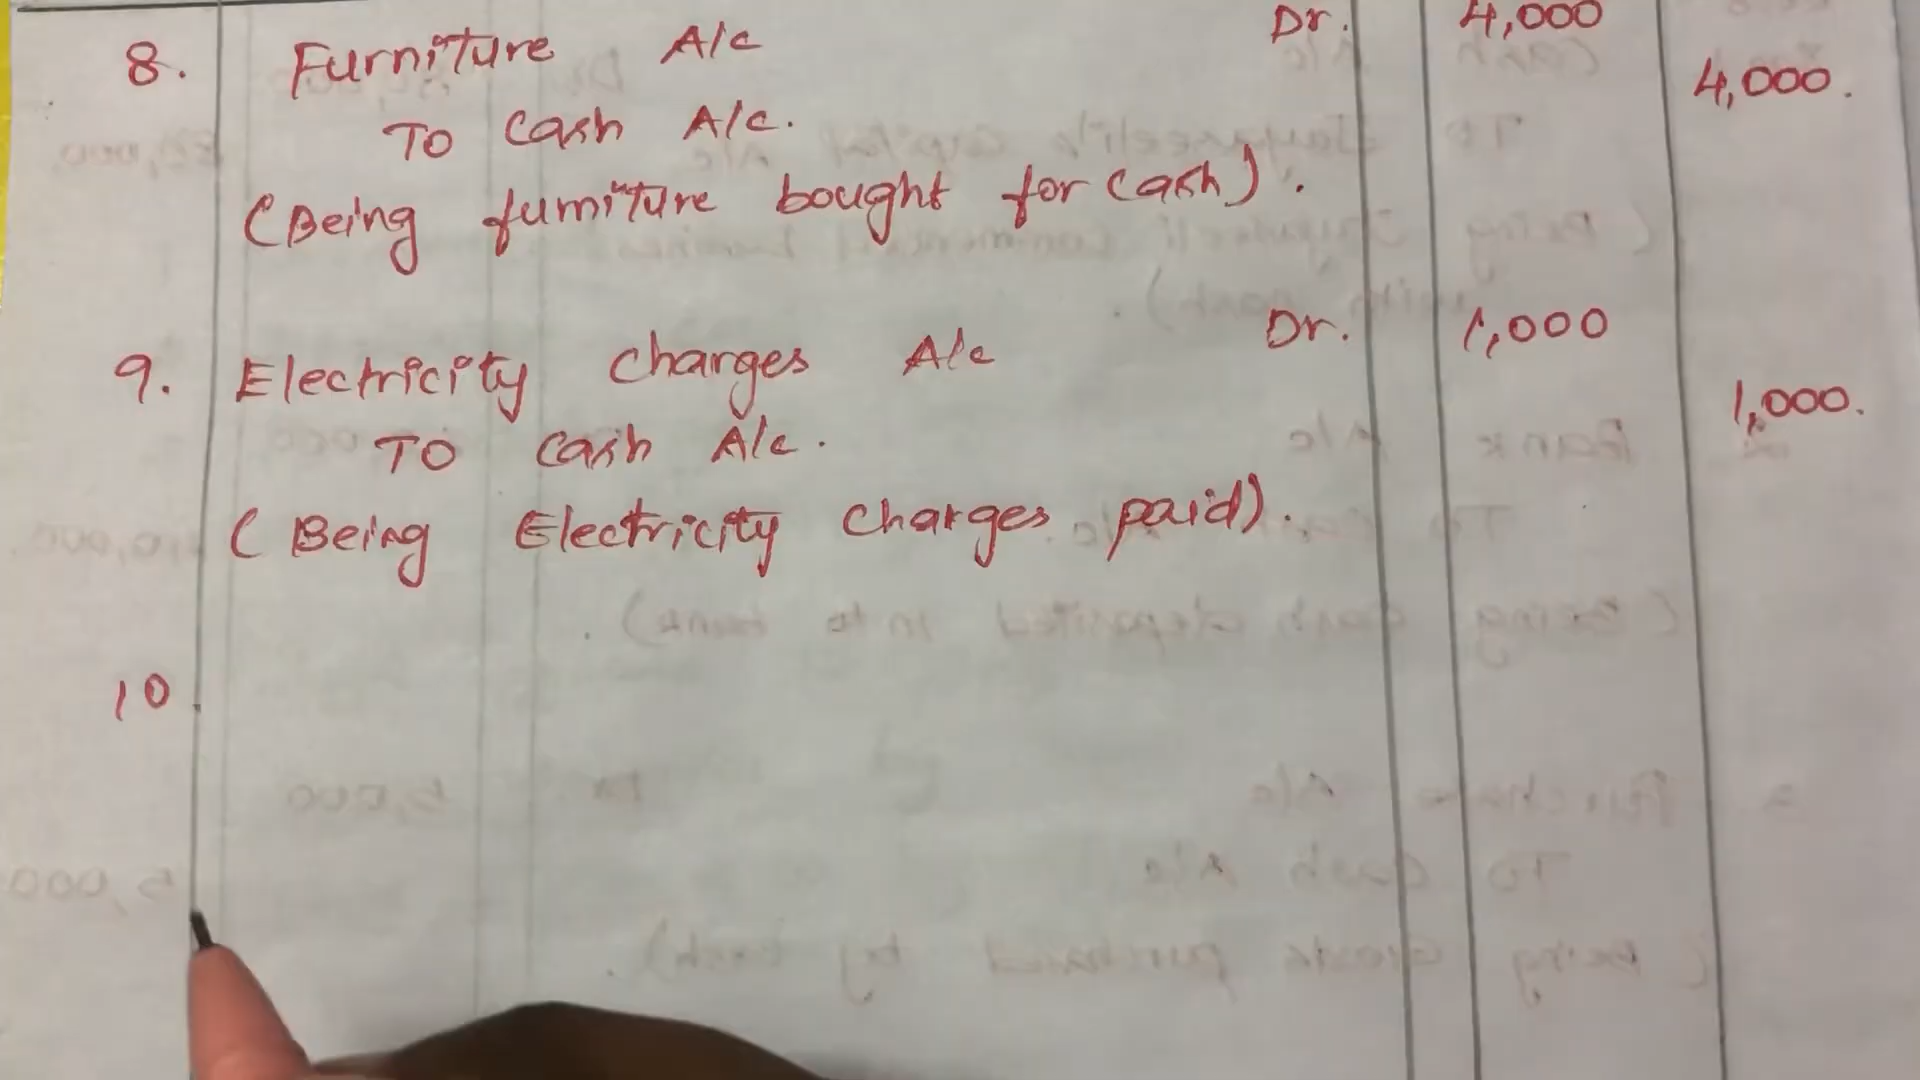 8. Furniture A/c Dr. 4,000
To Cash A/c. 4,000.
(Being furniture bought for cash).
9. Electricity charges A/c Dr. 1,000
To Cash A/c. 1,000.
(Being Electricity charges paid).
10.